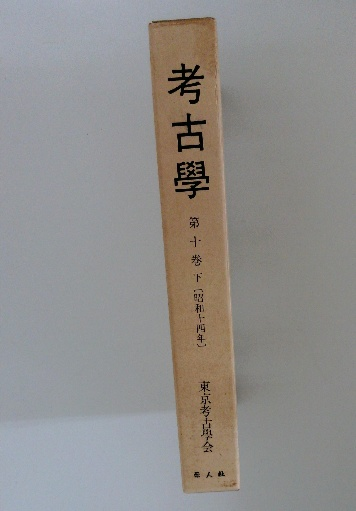 考古學
第十巻 下(昭和十四年)
東京考古學会